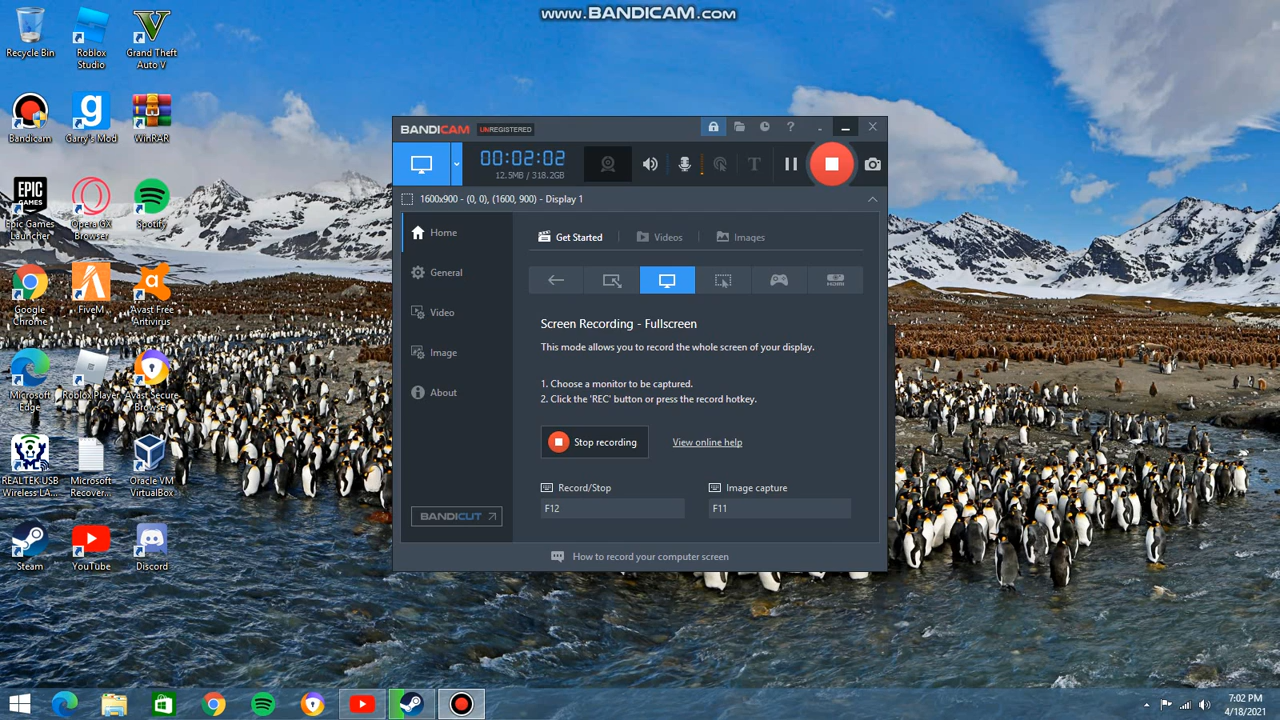 www.BANDICAM.com
Recycle Bin
Roblox
Studio
Grand Theft
Auto V
Bandicam
Garry's Mod
WinRAR
Epic Games
Launcher
Opera GX
Browser
Spotify
Google
Chrome
FiveM
Avast Free
Antivirus
Microsoft
Edge
Roblox Player
Avast Secure
Browser
REALTEK USB
Wireless LA...
Microsoft
Recover...
Oracle VM
VirtualBox
Steam
YouTube
Discord
EPIC
GAMES
BANDICAM UNREGISTERED
?
00:02:02
12.5MB / 318.2GB
T
1600x900 - (0, 0), (1600, 900) - Display 1
Home
General
Video
Image
About
BANDICUT
Get Started
Videos
Images
HDMI
Screen Recording - Fullscreen
This mode allows you to record the whole screen of your display.
1. Choose a monitor to be captured.
2. Click the 'REC' button or press the record hotkey.
Stop recording
View online help
Record/Stop
Image capture
F12
F11
How to record your computer screen
7:02 PM
4/18/2021